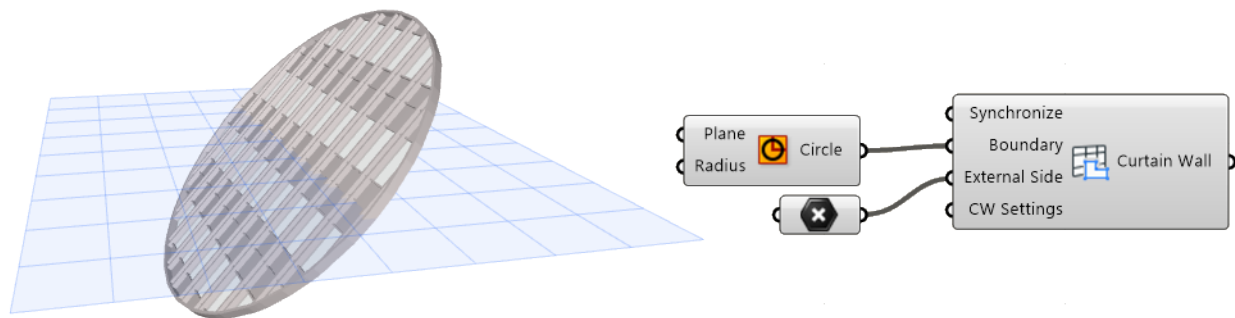 Plane
Radius
Circle
Synchronize
Boundary
External Side
CW Settings
Curtain Wall